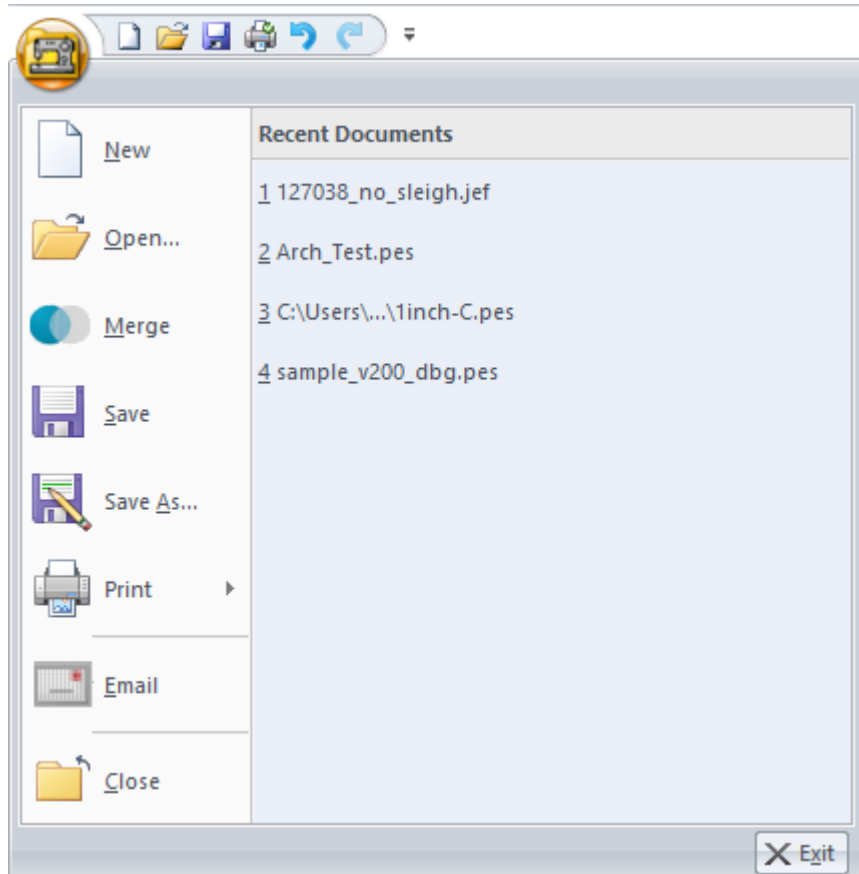 New
Open...
Merge
Save
Save As...
Print
Email
Close
Recent Documents
1 127038_no_sleigh.jef
2 Arch_Test.pes
3 C:\Users\...\1inch-C.pes
4 sample_v200_dbg.pes
Exit